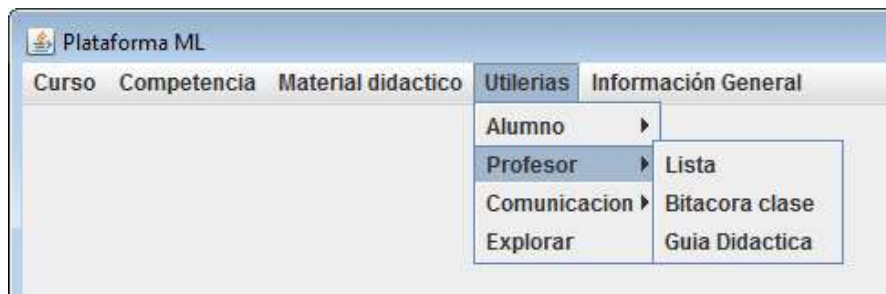 Plataforma ML
Curso Competencia Material didactico Utilerias Información General
Alumno
Profesor
Comunicacion
Explorar
Lista
Bitacora clase
Guia Didactica